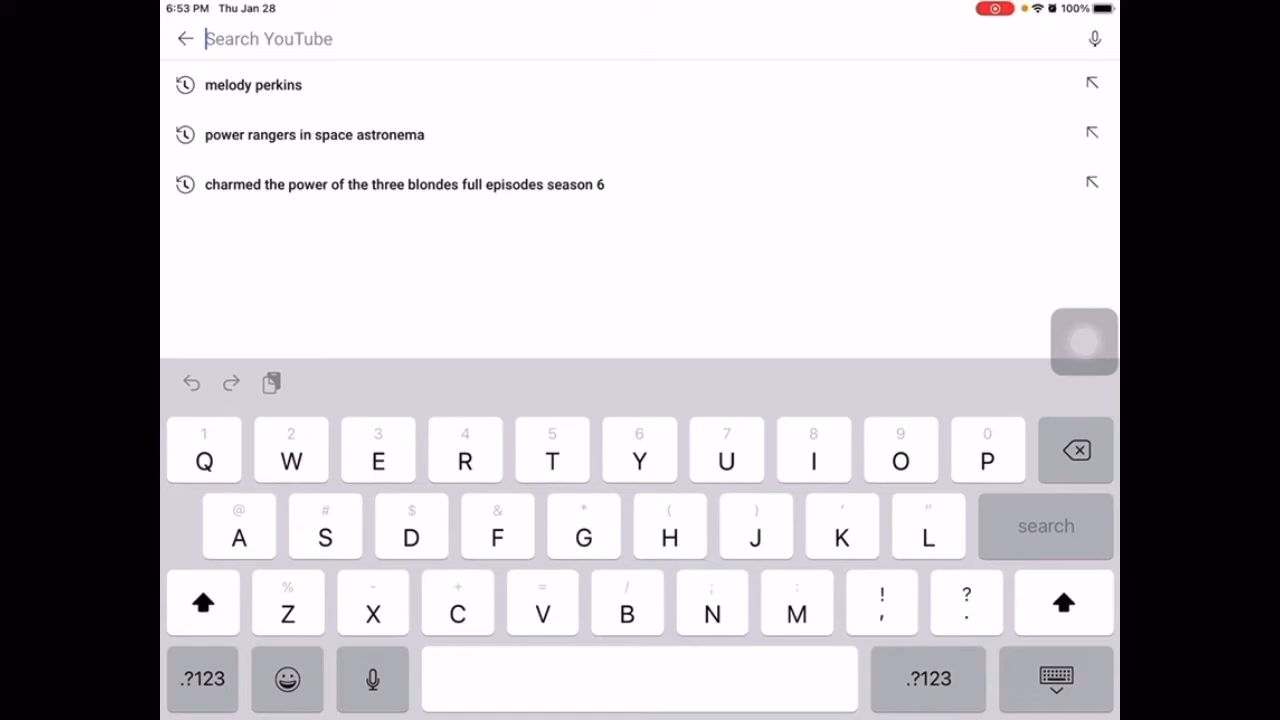 6:53 PM Thu Jan 28 100%
Search YouTube
melody perkins
power rangers in space astronema
charmed the power of the three blondes full episodes season 6
1 2 3 4 5 6 7 8 9 0
Q W E R T Y U I O P
@ # $ & * ( ) ' "
A S D F G H J K L search
% - + = / ; : ! ?
Z X C V B N M , .
.?123 .?123